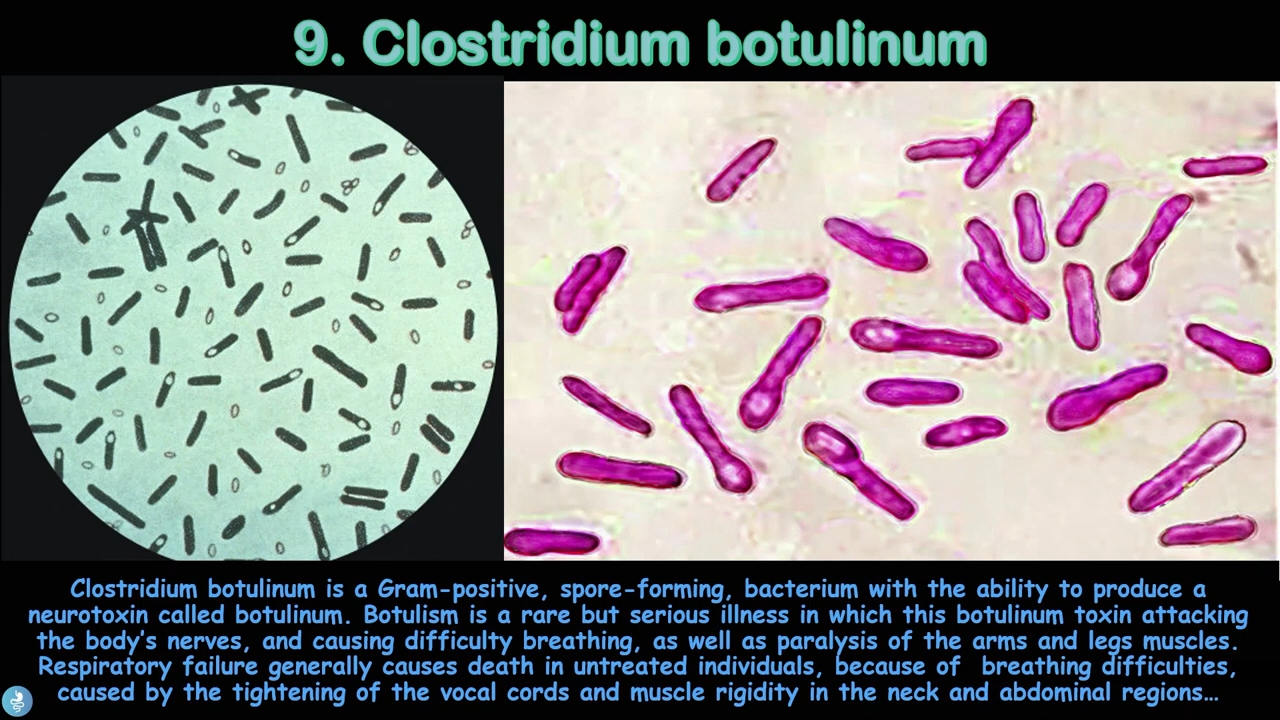 9. Clostridium botulinum
Clostridium botulinum is a Gram-positive, spore-forming, bacterium with the ability to produce a
neurotoxin called botulinum. Botulism is a rare but serious illness in which this botulinum toxin attacking
the body's nerves, and causing difficulty breathing, as well as paralysis of the arms and legs muscles.
Respiratory failure generally causes death in untreated individuals, because of  breathing difficulties,
caused by the tightening of the vocal cords and muscle rigidity in the neck and abdominal regions...